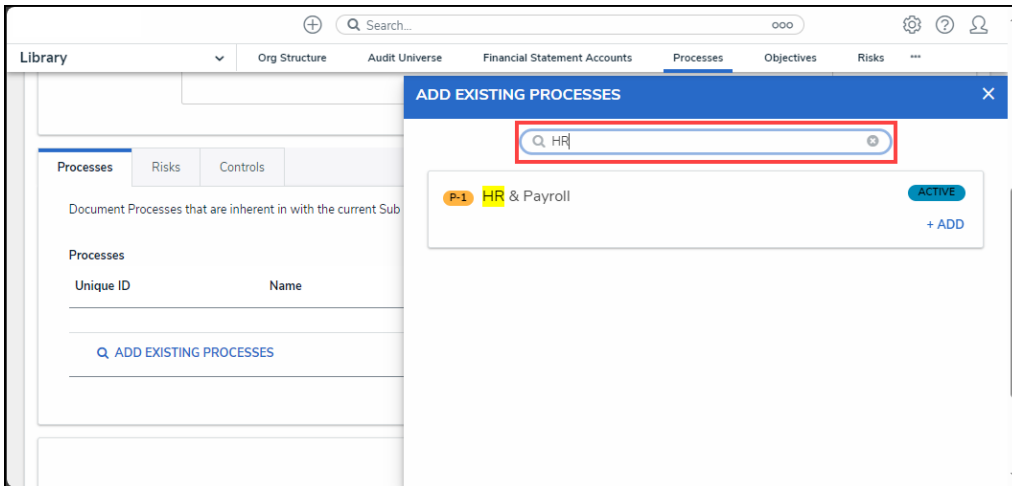 Search...
Library
Org Structure
Audit Universe
Financial Statement Accounts
Processes
Objectives
Risks
ADD EXISTING PROCESSES
HR
P-1 HR & Payroll
ACTIVE
+ ADD
Processes
Risks
Controls
Document Processes that are inherent in with the current Sub
Processes
Unique ID
Name
ADD EXISTING PROCESSES